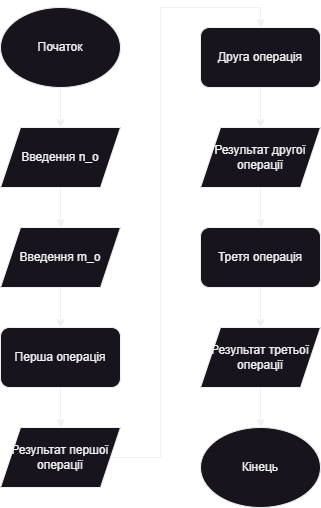 Початок
Введення n_o
Введення m_o
Перша операція
Результат першої
операції
Друга операція
Результат другої
операції
Третя операція
Результат третьої
операції
Кінець